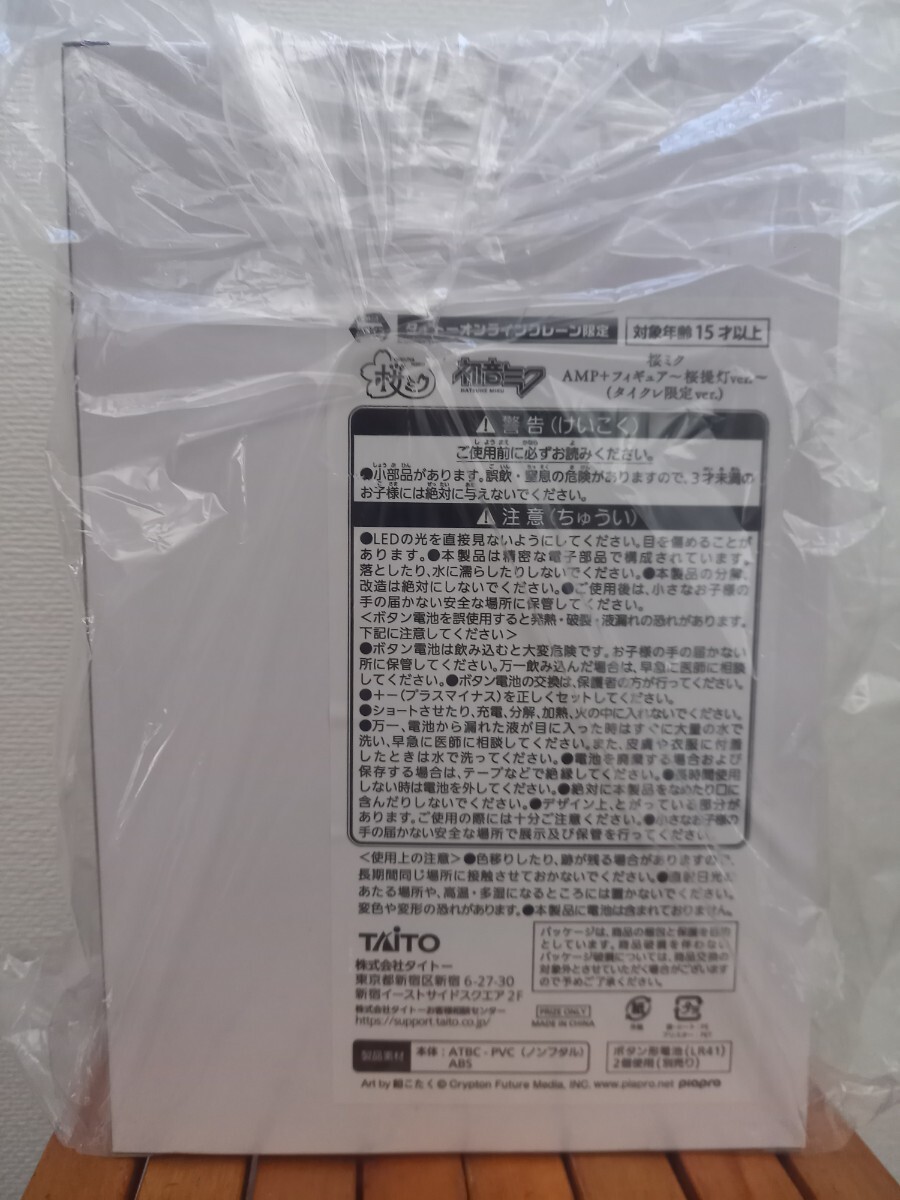 タイトーオンラインクレーン限定
対象年齢15才以上
桜ミク
初音ミク
HATSUNE MIKU
桜ミク
AMP+フィギュア～桜提灯ver.～
(タイクレ限定ver.)
警告(けいこく)
ご使用前に必ずお読みください。
●小部品があります。誤飲・窒息の危険がありますので、3才未満の
お子様には絶対に与えないでください。
注意(ちゅうい)
●LEDの光を直接見ないようにしてください。目を傷めることが
あります。●本製品は精密な電子部品で構成されています。
落としたり、水に濡らしたりしないでください。●本製品の分解、
改造は絶対にしないでください。●ご使用後は、小さなお子様の
手の届かない安全な場所に保管してください。
＜ボタン電池を誤使用すると発熱・破裂・液漏れの恐れがあります。
下記に注意してください＞
●ボタン電池は飲み込むと大変危険です。お子様の手の届かない
所に保管してください。万一飲み込んだ場合は、早急に医師に相談
してください。●ボタン電池の交換は、保護者の方が行ってください。
●＋－(プラスマイナス)を正しくセットしてください。
●ショートさせたり、充電、分解、加熱、火の中に入れないでください。
●万一、電池から漏れた液が目に入った時はすぐに大量の水で
洗い、早急に医師に相談してください。また、皮膚や衣服に付着
したときは水で洗ってください。●電池を廃棄する場合および
保存する場合は、テープなどで絶縁してください。●長時間使用
しない時は電池を外してください。●絶対に本製品をなめたり口に
含んだりしないでください。●デザイン上、とがっている部分が
あります。ご使用の際には十分ご注意ください。●小さなお子様の
手の届かない安全な場所で展示及び保管を行ってください。
＜使用上の注意＞●色移りしたり、跡が残る場合がありますので、
長期間同じ場所に接触させておかないでください。●直射日光の
あたる場所や、高温・多湿になるところには置かないでください。
変色や変形の恐れがあります。●本製品に電池は含まれておりません。
TAITO
株式会社タイトー
東京都新宿区新宿 6-27-30
新宿イーストサイドスクエア 2F
株式会社タイトーお客様相談センター
https://support.taito.co.jp/
パッケージは、商品の梱包と保護を目的
としています。商品破損を伴わない
パッケージ破損については、商品交換の
対象外とさせていただく場合がございます
ので予めご了承ください。
PRIZE ONLY
MADE IN CHINA
紙
プラ
製品素材
本体：ATBC - PVC（ノンフタル）
ABS
ボタン形電池(LR41)
2個使用(別売り)
Art by 鞠こたく © Crypton Future Media, INC. www.piapro.net piapro